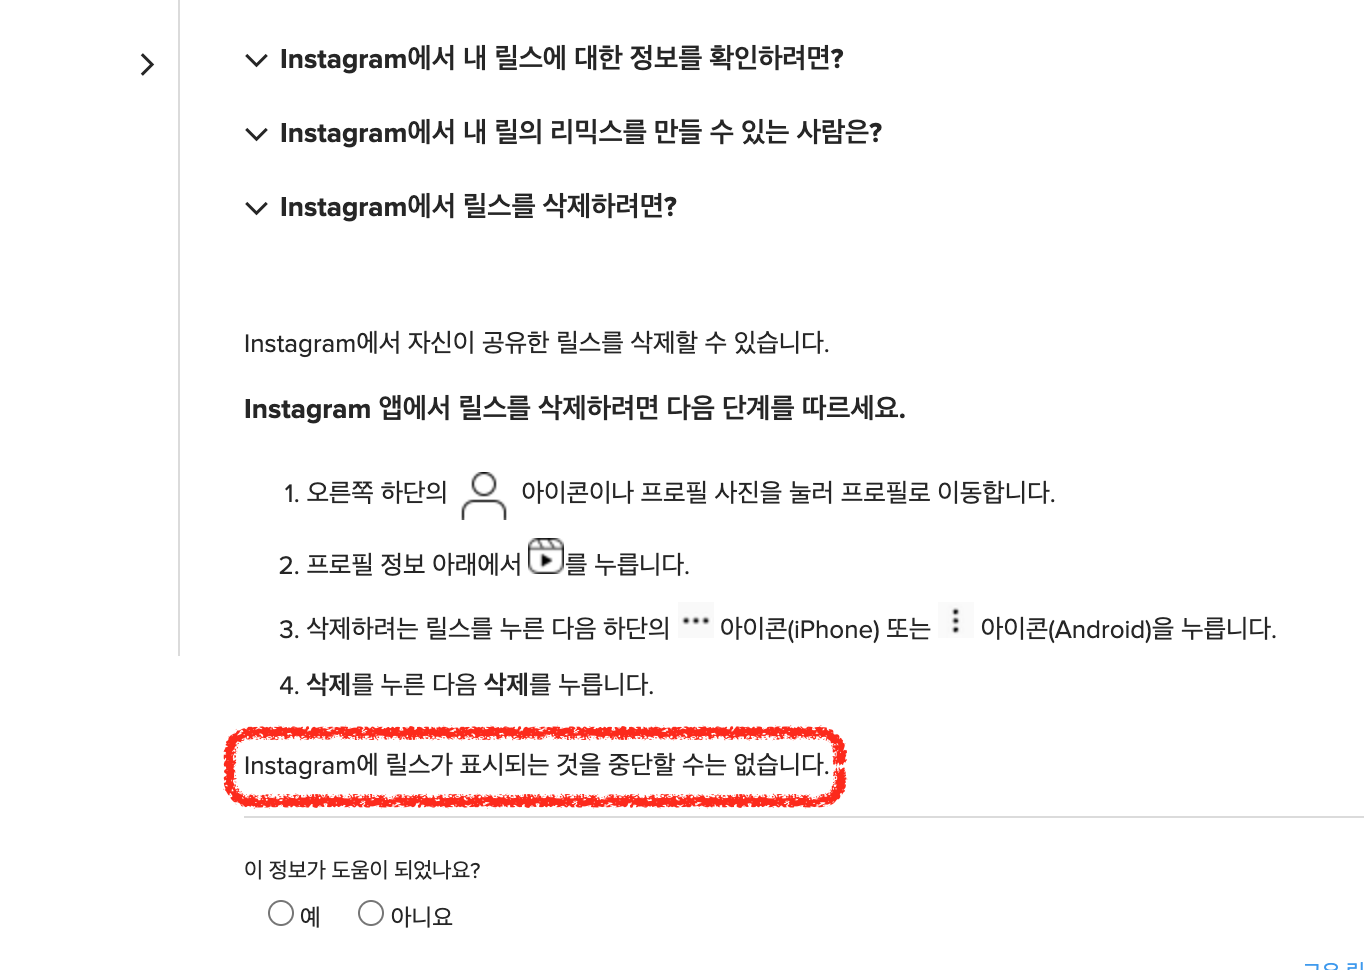 Instagram에서 내 릴스에 대한 정보를 확인하려면?
Instagram에서 내 릴의 리믹스를 만들 수 있는 사람은?
Instagram에서 릴스를 삭제하려면?
Instagram에서 자신이 공유한 릴스를 삭제할 수 있습니다.
Instagram 앱에서 릴스를 삭제하려면 다음 단계를 따르세요.
1. 오른쪽 하단의 아이콘이나 프로필 사진을 눌러 프로필로 이동합니다.
2. 프로필 정보 아래에서 를 누릅니다.
3. 삭제하려는 릴스를 누른 다음 하단의 ··· 아이콘(iPhone) 또는 ⋮ 아이콘(Android)을 누릅니다.
4. 삭제를 누른 다음 삭제를 누릅니다.
Instagram에 릴스가 표시되는 것을 중단할 수는 없습니다.
이 정보가 도움이 되었나요?
예 아니요